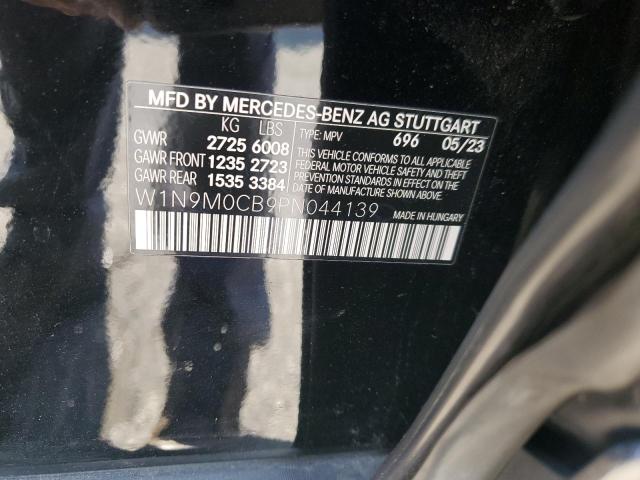 MFD BY MERCEDES-BENZ AG STUTTGART
KG LBS TYPE: MPV 696 05/23
GVWR 2725 6008
GAWR FRONT 1235 2723
GAWR REAR 1535 3384
THIS VEHICLE CONFORMS TO ALL APPLICABLE
FEDERAL MOTOR VEHICLE SAFETY AND THEFT
PREVENTION STANDARDS IN EFFECT ON THE
DATE OF MANUFACTURE SHOWN ABOVE.
W1N9M0CB9PN044139
MADE IN HUNGARY